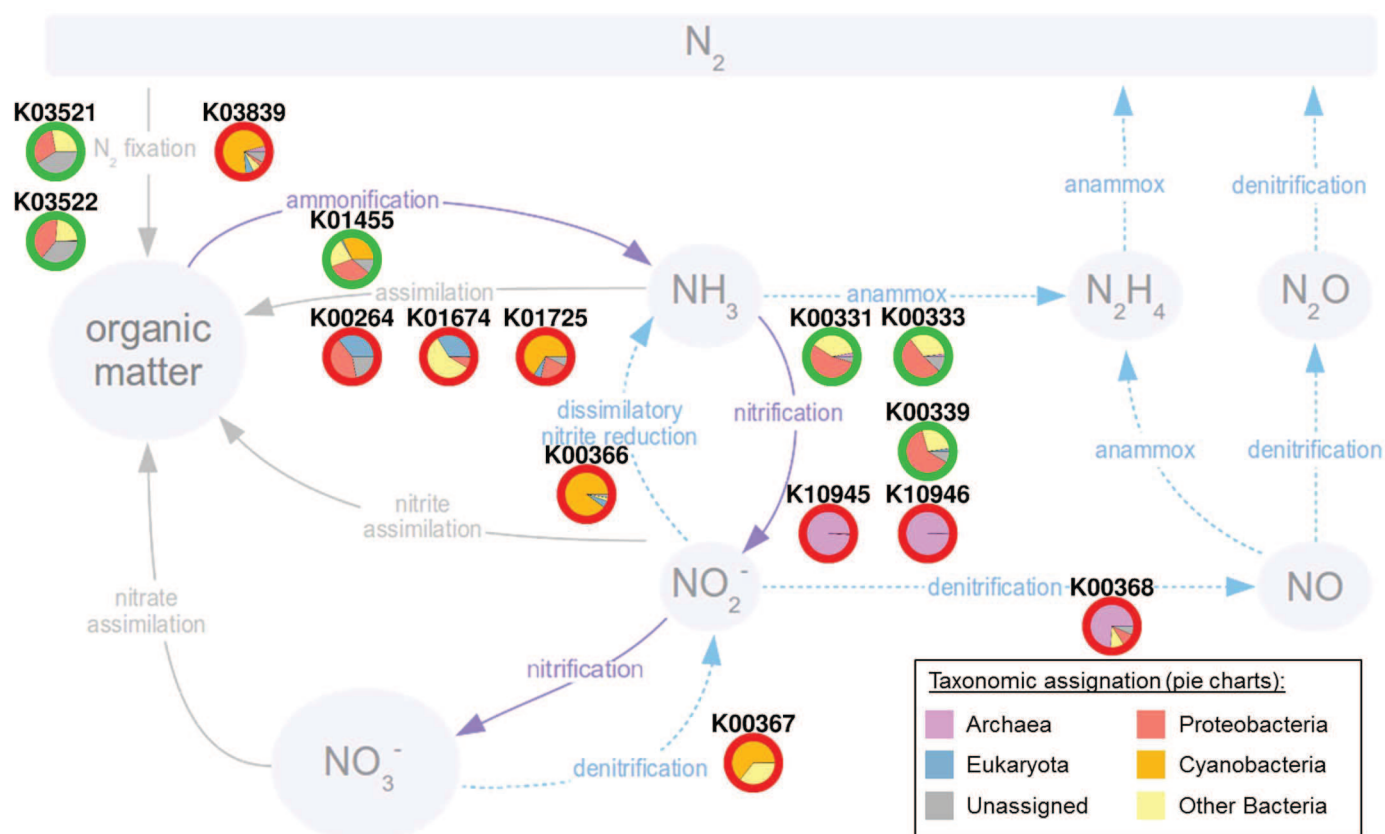 N2
K03521
K03839
N2 fixation
K03522
ammonification
K01455
anammox
denitrification
organic
matter
assimilation
NH3
anammox
N2H4
N2O
K00264
K01674
K01725
K00331
K00333
dissimilatory
nitrite reduction
nitrification
K00339
anammox
denitrification
K00366
K10945
K10946
nitrite
assimilation
NO2-
denitrification
K00368
NO
nitrate
assimilation
nitrification
K00367
NO3-
denitrification
Taxonomic assignation (pie charts):
Archaea
Proteobacteria
Eukaryota
Cyanobacteria
Unassigned
Other Bacteria